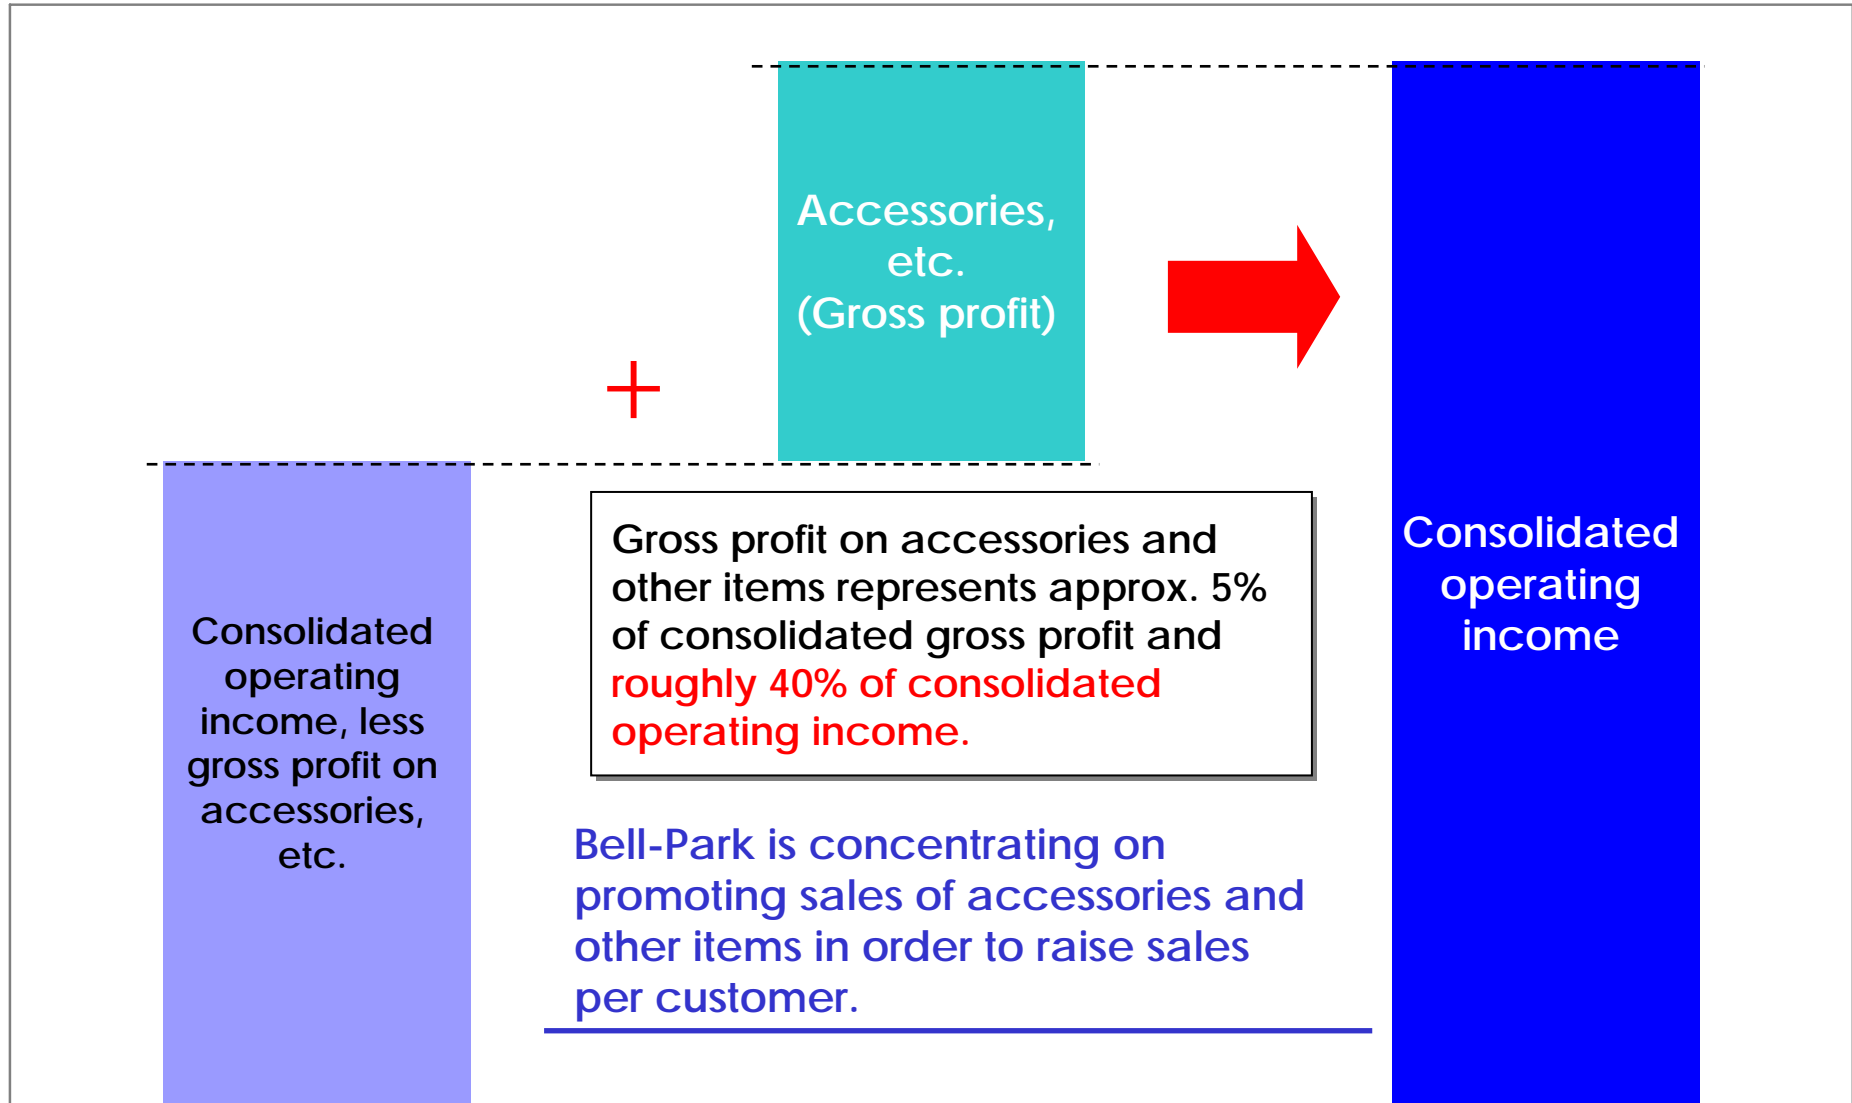 Accessories,
etc.
(Gross profit)
+
Consolidated
operating
income, less
gross profit on
accessories,
etc.
Gross profit on accessories and
other items represents approx. 5%
of consolidated gross profit and
roughly 40% of consolidated
operating income.
Bell-Park is concentrating on
promoting sales of accessories and
other items in order to raise sales
per customer.
Consolidated
operating
income